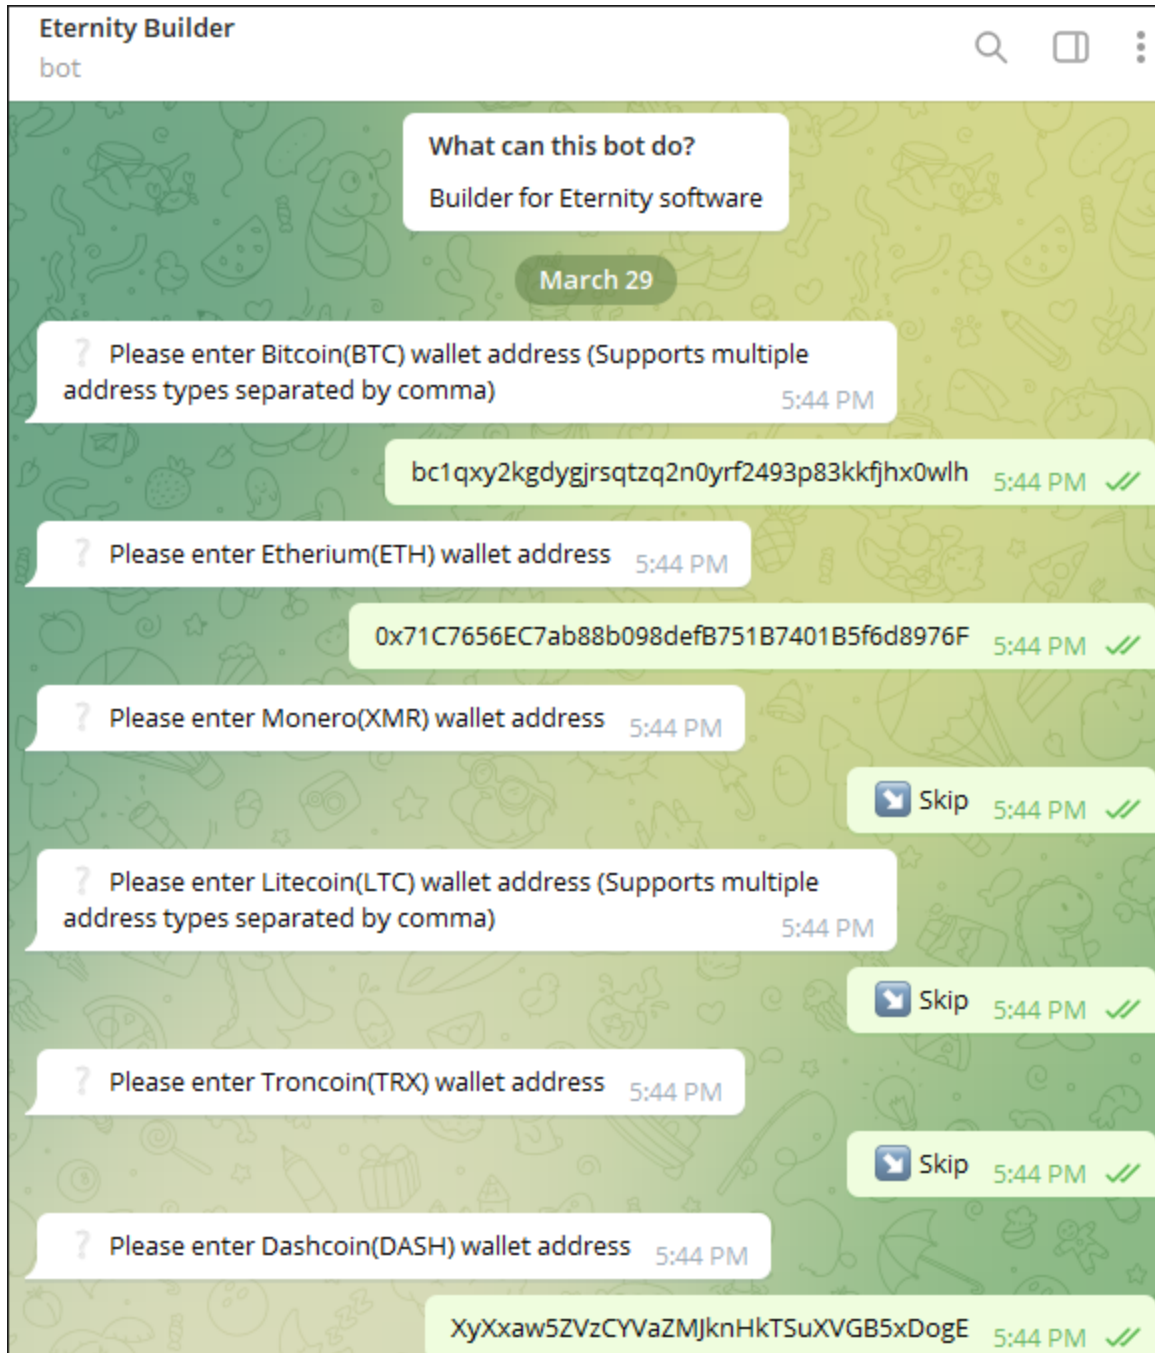 Eternity Builder
bot
What can this bot do?
Builder for Eternity software
March 29
❔ Please enter Bitcoin(BTC) wallet address (Supports multiple
address types separated by comma)
5:44 PM
bc1qxy2kgdygjrsqtzq2n0yrf2493p83kkfjhx0wlh 5:44 PM
❔ Please enter Etherium(ETH) wallet address 5:44 PM
0x71C7656EC7ab88b098defB751B7401B5f6d8976F 5:44 PM
❔ Please enter Monero(XMR) wallet address 5:44 PM
↘️ Skip 5:44 PM
❔ Please enter Litecoin(LTC) wallet address (Supports multiple
address types separated by comma)
5:44 PM
↘️ Skip 5:44 PM
❔ Please enter Troncoin(TRX) wallet address 5:44 PM
↘️ Skip 5:44 PM
❔ Please enter Dashcoin(DASH) wallet address 5:44 PM
XyXxaw5ZVzCYVaZMJknHkTSuXVGB5xDogE 5:44 PM